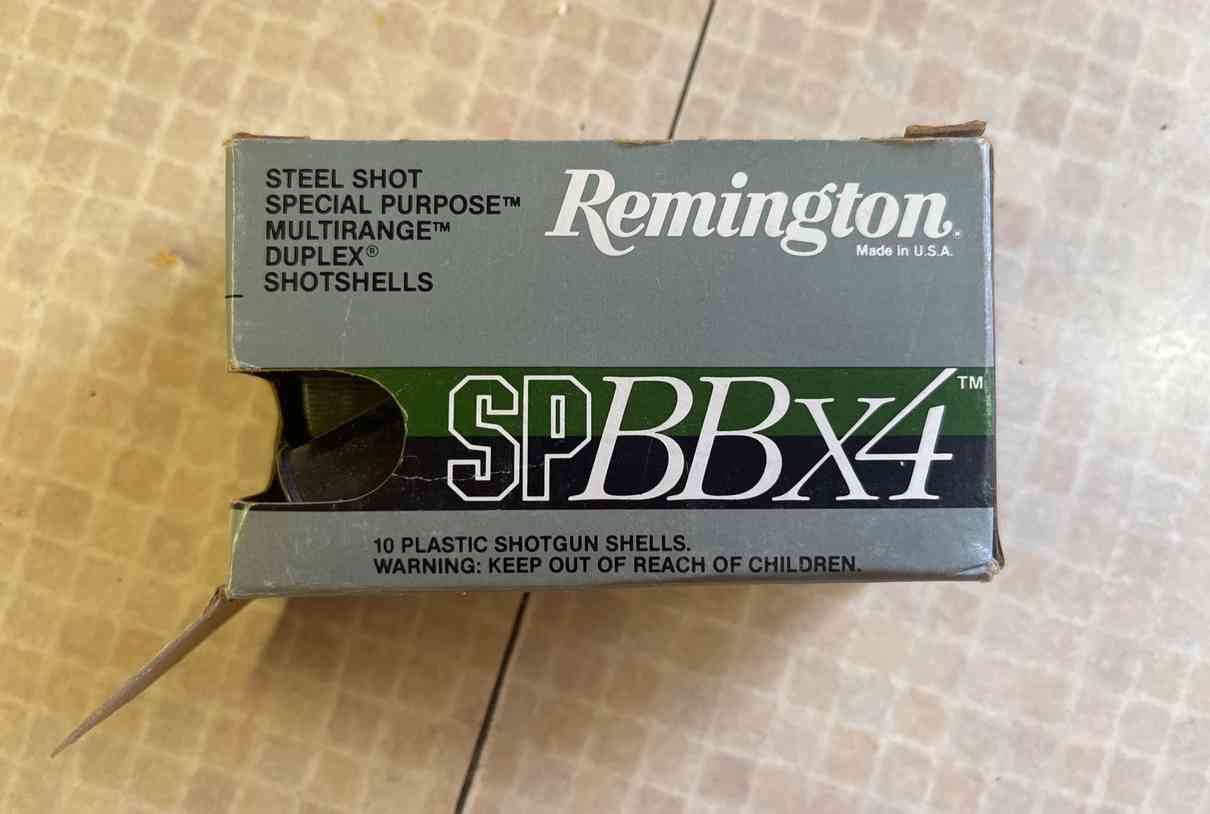 STEEL SHOT
SPECIAL PURPOSE™
MULTIRANGE™
DUPLEX®
SHOTSHELLS
Remington®
Made in U.S.A.
SPBBx4™
10 PLASTIC SHOTGUN SHELLS.
WARNING: KEEP OUT OF REACH OF CHILDREN.